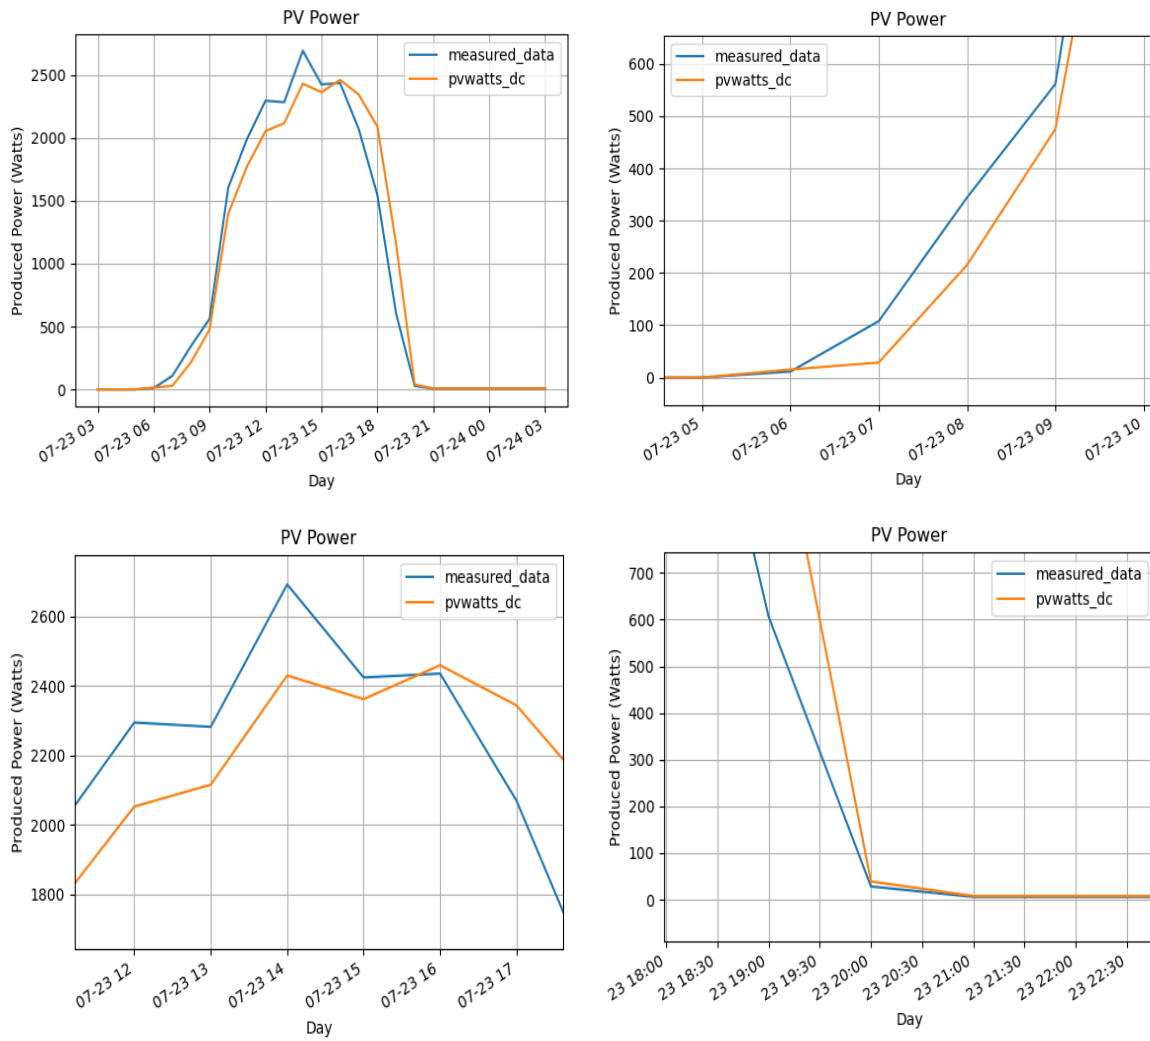 PV Power
measured_data
pvwatts_dc
Produced Power (Watts)
2500
2000
1500
1000
500
0
07-23 03
07-23 06
07-23 09
07-23 12
07-23 15
07-23 18
07-23 21
07-24 00
07-24 03
Day
PV Power
measured_data
pvwatts_dc
Produced Power (Watts)
600
500
400
300
200
100
0
07-23 05
07-23 06
07-23 07
07-23 08
07-23 09
07-23 10
Day
PV Power
measured_data
pvwatts_dc
Produced Power (Watts)
2600
2400
2200
2000
1800
07-23 12
07-23 13
07-23 14
07-23 15
07-23 16
07-23 17
Day
PV Power
measured_data
pvwatts_dc
Produced Power (Watts)
700
600
500
400
300
200
100
0
23 18:00
23 18:30
23 19:00
23 19:30
23 20:00
23 20:30
23 21:00
23 21:30
23 22:00
23 22:30
Day